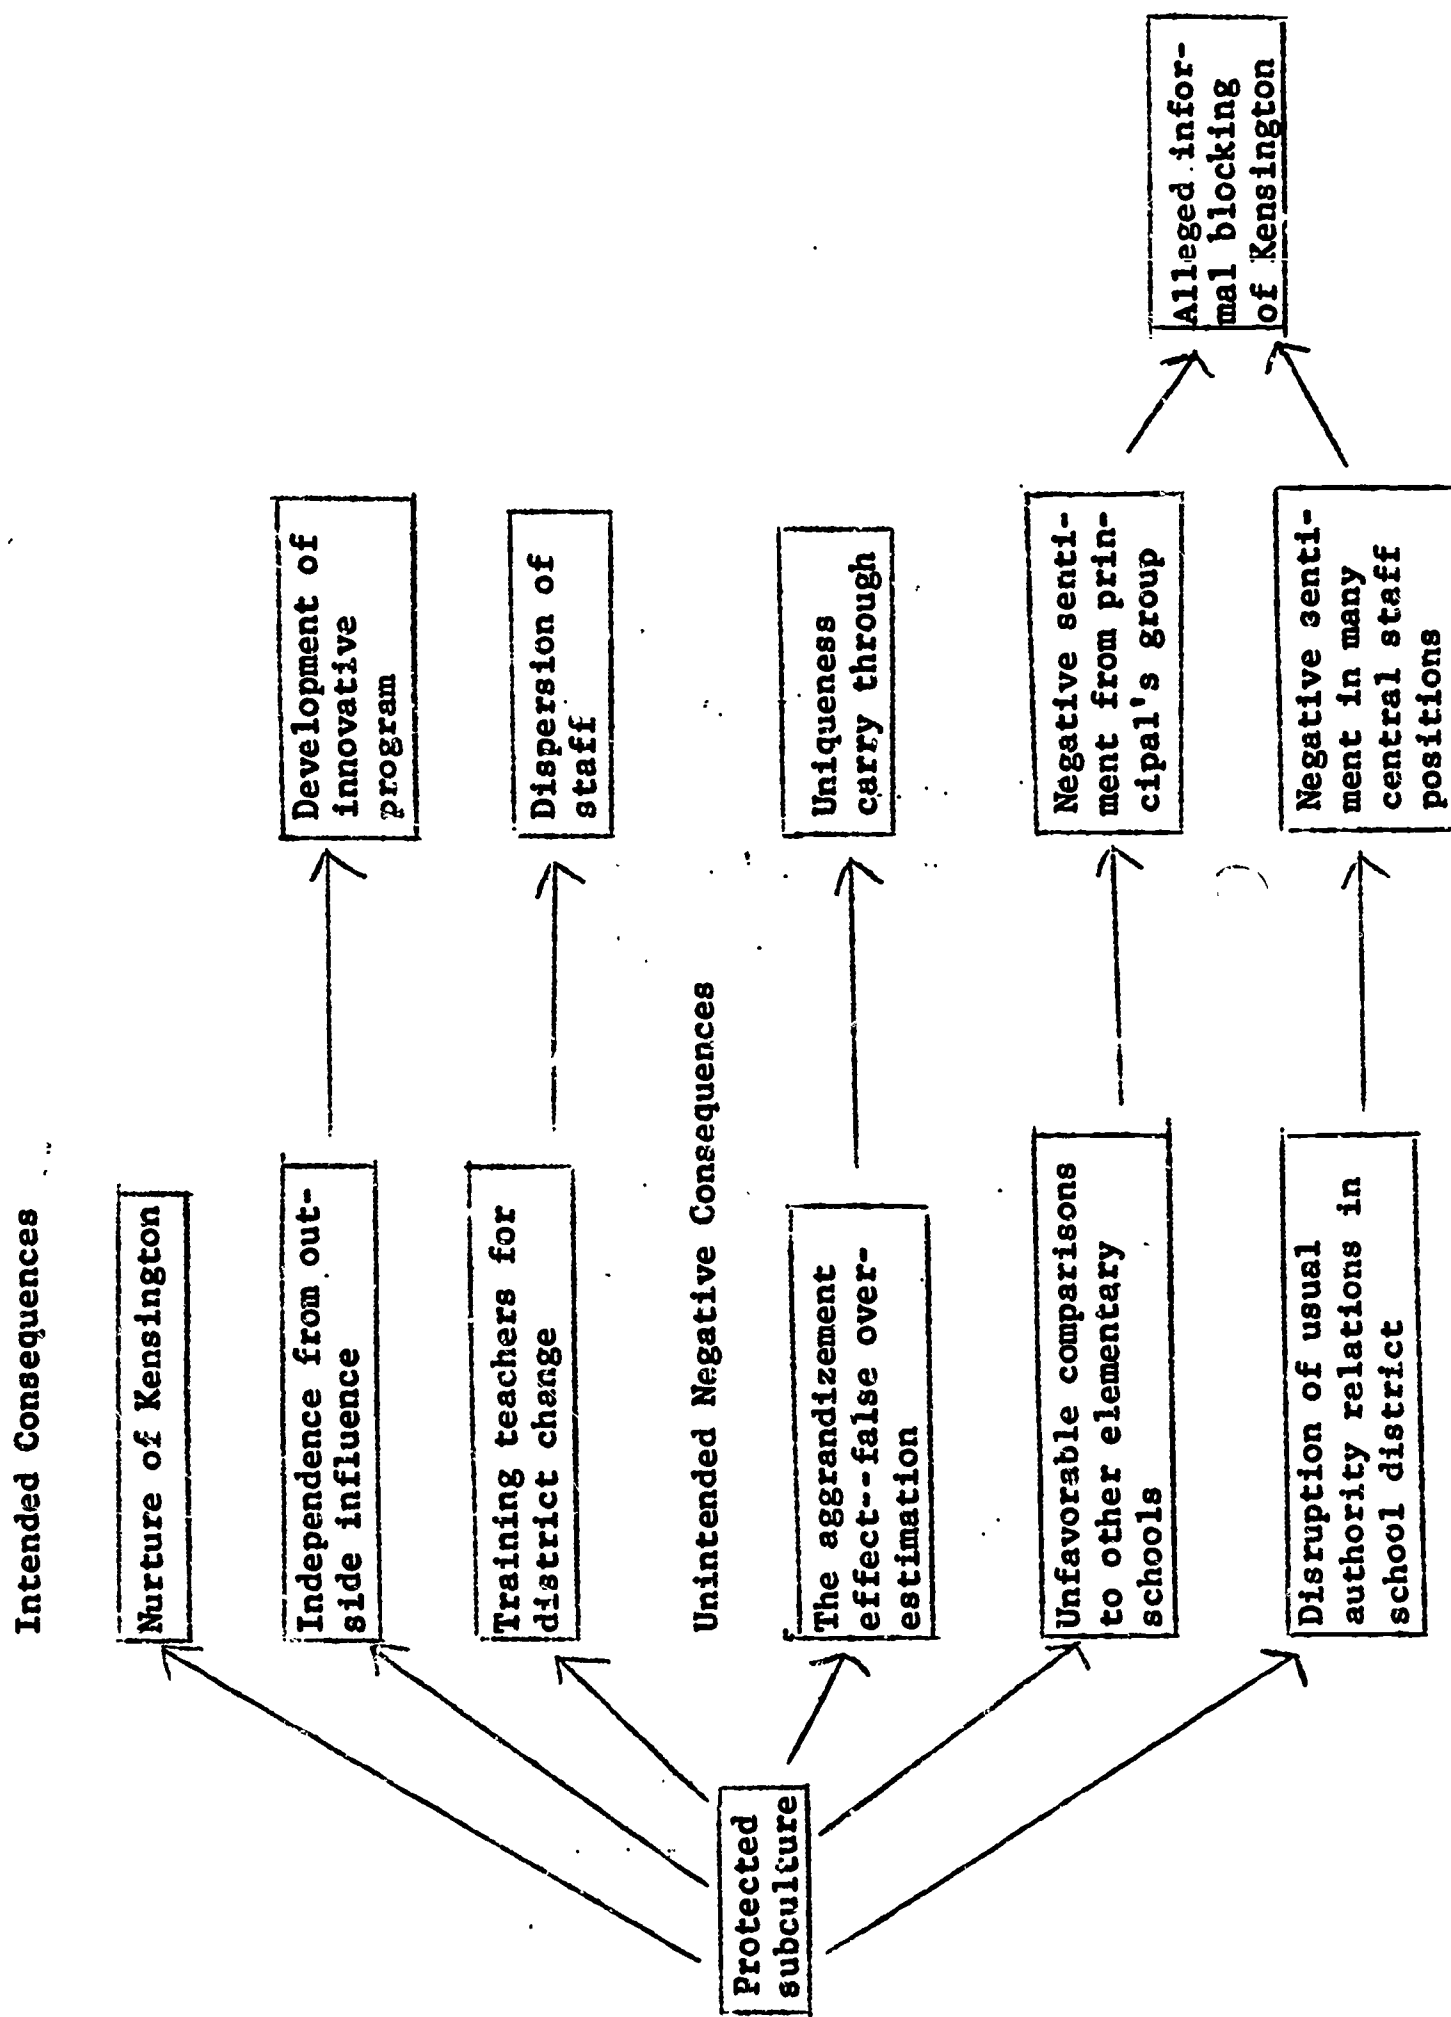 Intended Consequences
Nurture of Kensington
Independence from out-
side influence
Development of
innovative
program
Training teachers for
district change
Dispersion of
staff
Protected
subculture
Unintended Negative Consequences
The aggrandizement
effect--false over-
estimation
Uniqueness
carry through
Unfavorable comparisons
to other elementary
schools
Negative senti-
ment from prin-
cipal's group
Alleged infor-
mal blocking
of Kensington
Disruption of usual
authority relations in
school district
Negative senti-
ment in many
central staff
positions